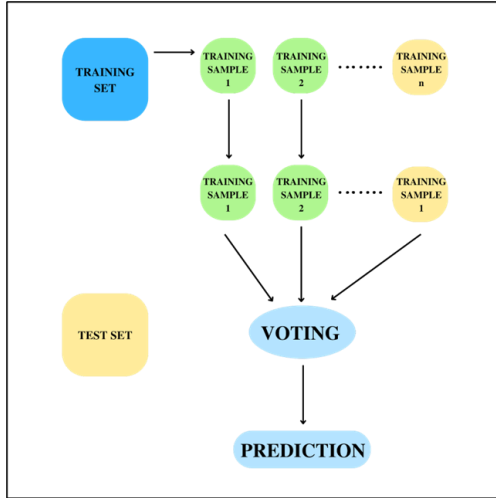 TRAINING
SET
TRAINING
SAMPLE
1
TRAINING
SAMPLE
2
TRAINING
SAMPLE
n
TRAINING
SAMPLE
1
TRAINING
SAMPLE
2
TRAINING
SAMPLE
1
TEST SET
VOTING
PREDICTION